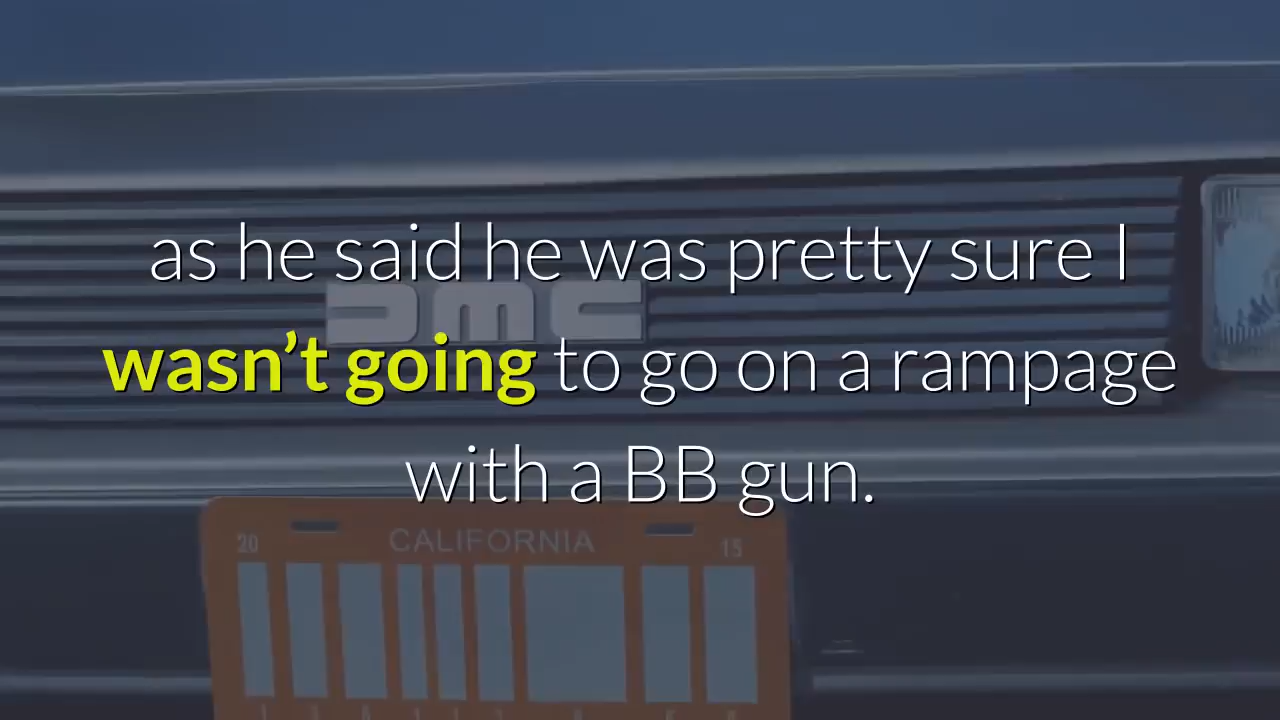 as he said he was pretty sure I
DMC
wasn’t going to go on a rampage
with a BB gun.
20 CALIFORNIA 15